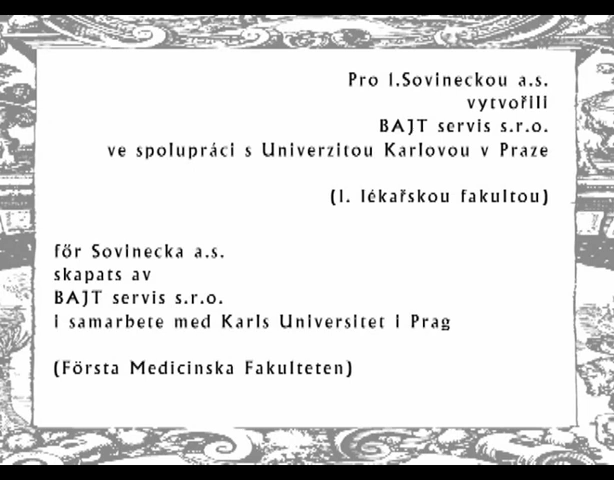 Pro I.Sovineckou a.s.
vytvořili
BAJT servis s.r.o.
ve spolupráci s Univerzitou Karlovou v Praze
(I. lékařskou fakultou)
főr Sovinecka a.s.
skapats av
BAJT servis s.r.o.
i samarbete med Karls Universitet i Prag
(Första Medicinska Fakulteten)